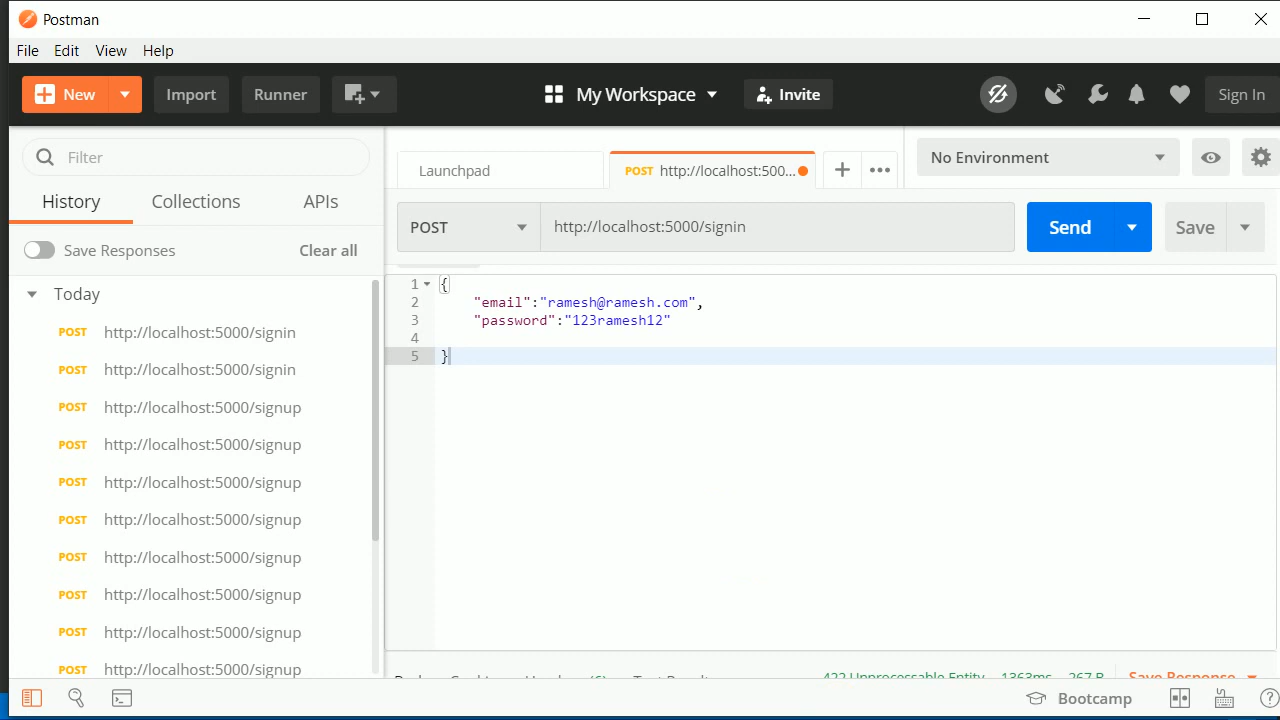 Postman
File Edit View Help
New Import Runner My Workspace Invite Sign In
Filter
History Collections APIs
Save Responses Clear all
Today
POST http://localhost:5000/signin
POST http://localhost:5000/signin
POST http://localhost:5000/signup
POST http://localhost:5000/signup
POST http://localhost:5000/signup
POST http://localhost:5000/signup
POST http://localhost:5000/signup
POST http://localhost:5000/signup
POST http://localhost:5000/signup
POST http://localhost:5000/signup
Launchpad POST http://localhost:500... No Environment
POST http://localhost:5000/signin Send Save
1 {
2 "email":"ramesh@ramesh.com",
3 "password":"123ramesh12"
4
5 }
422 Unprocessable Entity 1363ms 267 B Save Response
Bootcamp